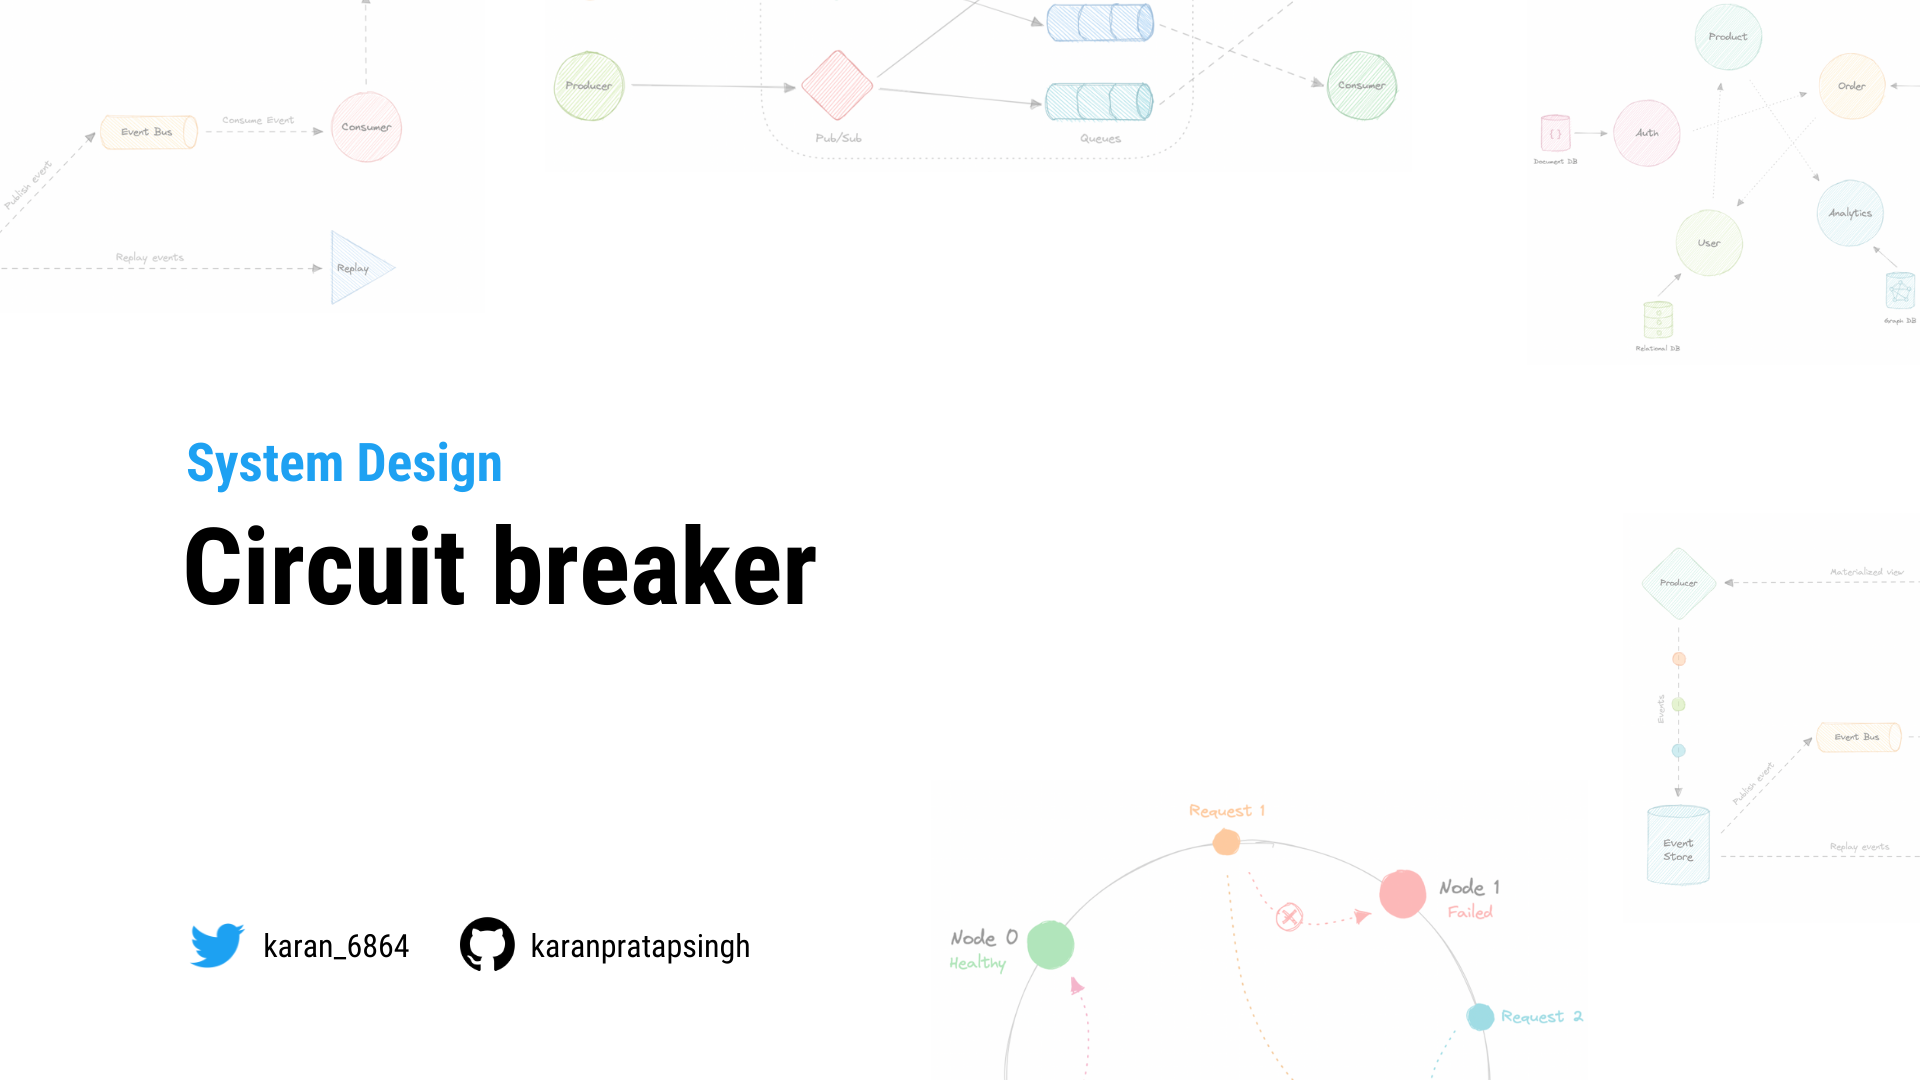 Producer
Pub/Sub
Queues
Consumer
Event Bus
Consume Event
Consumer
Publish event
Replay events
Replay
Product
Order
Auth
Document DB
Analytics
User
Graph DB
Relational DB
System Design
Circuit breaker
Producer
Materialized view
Events
Event Bus
Publish event
Event
Store
Replay events
Request 1
Node 1
Failed
Node 0
Healthy
Request 2
karan_6864
karanpratapsingh